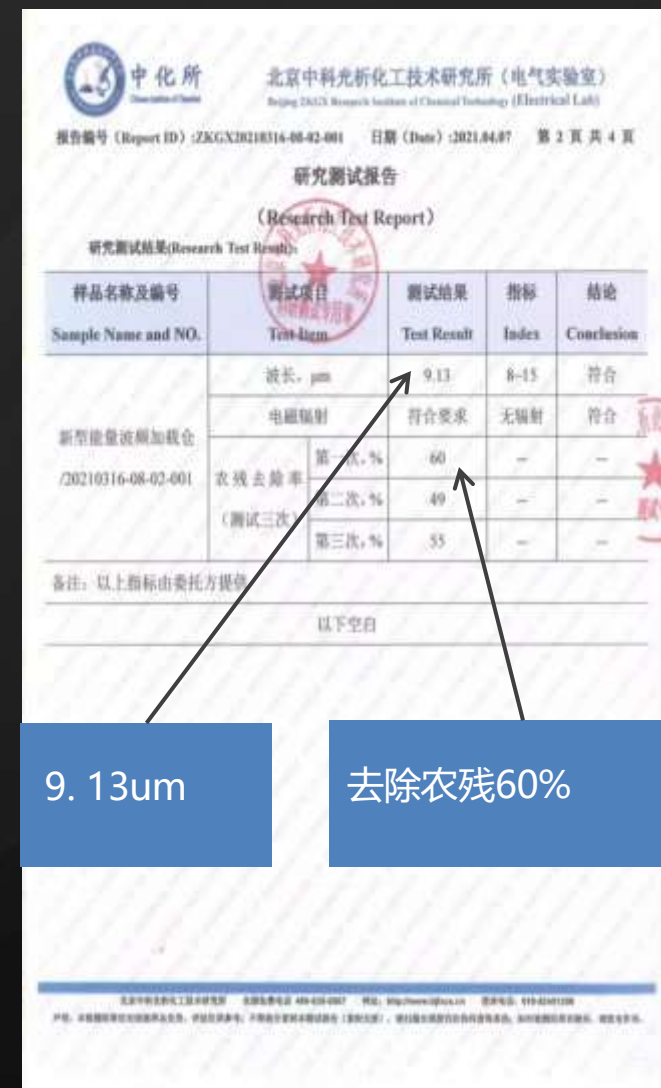 中化所
北京中科光析化工技术研究所（电气实验室）
Beijing ZKGX Research Institute of Chemical Technology (Electrical Lab)
报告编号（Report ID）:ZKGX20210316-08-02-001 日期（Date）:2021.04.07 第 2 页 共 4 页
研究测试报告
（Research Test Report）
研究测试结果(Research Test Result):
样品名称及编号 测试项目 测试结果 指标 结论
Sample Name and NO. Test Item Test Result Index Conclusion
波长，μm 9.13 8~15 符合
电磁辐射 符合要求 无辐射 符合
新型能量波频加载仓
/20210316-08-02-001
农残去除率
（测试三次）
第一次，% 60 -- --
第二次，% 49 -- --
第三次，% 55 -- --
备注：以上指标由委托方提供
以下空白
9. 13um
去除农残60%